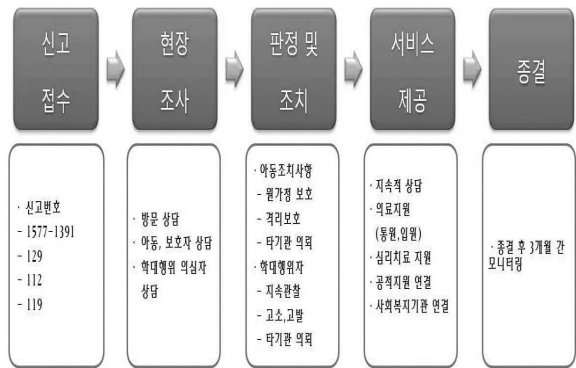 신고
접수
현장
조사
판정 및
조치
서비스
제공
종결
· 신고번호
- 1577-1391
- 129
- 112
- 119
· 방문 상담
· 아동, 보호자 상담
· 학대행위 의심자
상담
· 아동조치사항
- 원가정 보호
- 격리보호
- 타기관 의뢰
· 학대행위자
- 지속관찰
- 고소,고발
- 타기관 의뢰
· 지속적 상담
· 의료지원
(통원,입원)
· 심리치료 지원
· 공적지원 연결
· 사회복지기관 연결
· 종결 후 3개월 간
모니터링